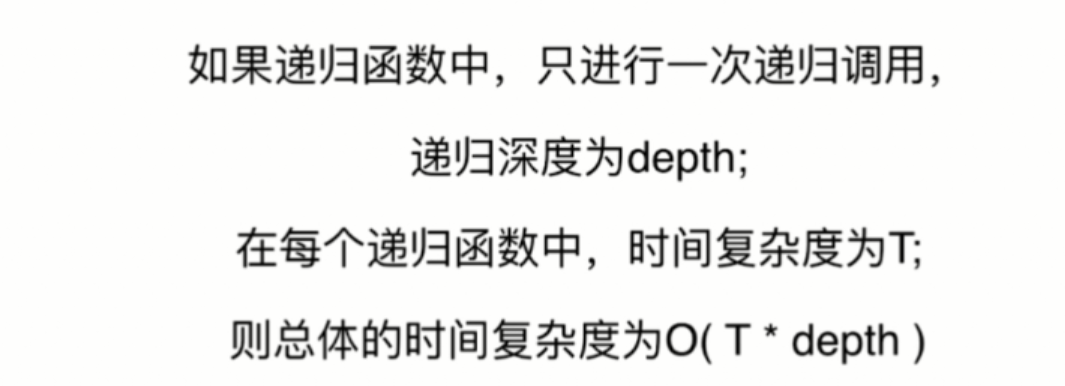 如果递归函数中，只进行一次递归调用，
递归深度为depth;
在每个递归函数中，时间复杂度为T;
则总体的时间复杂度为O( T * depth )